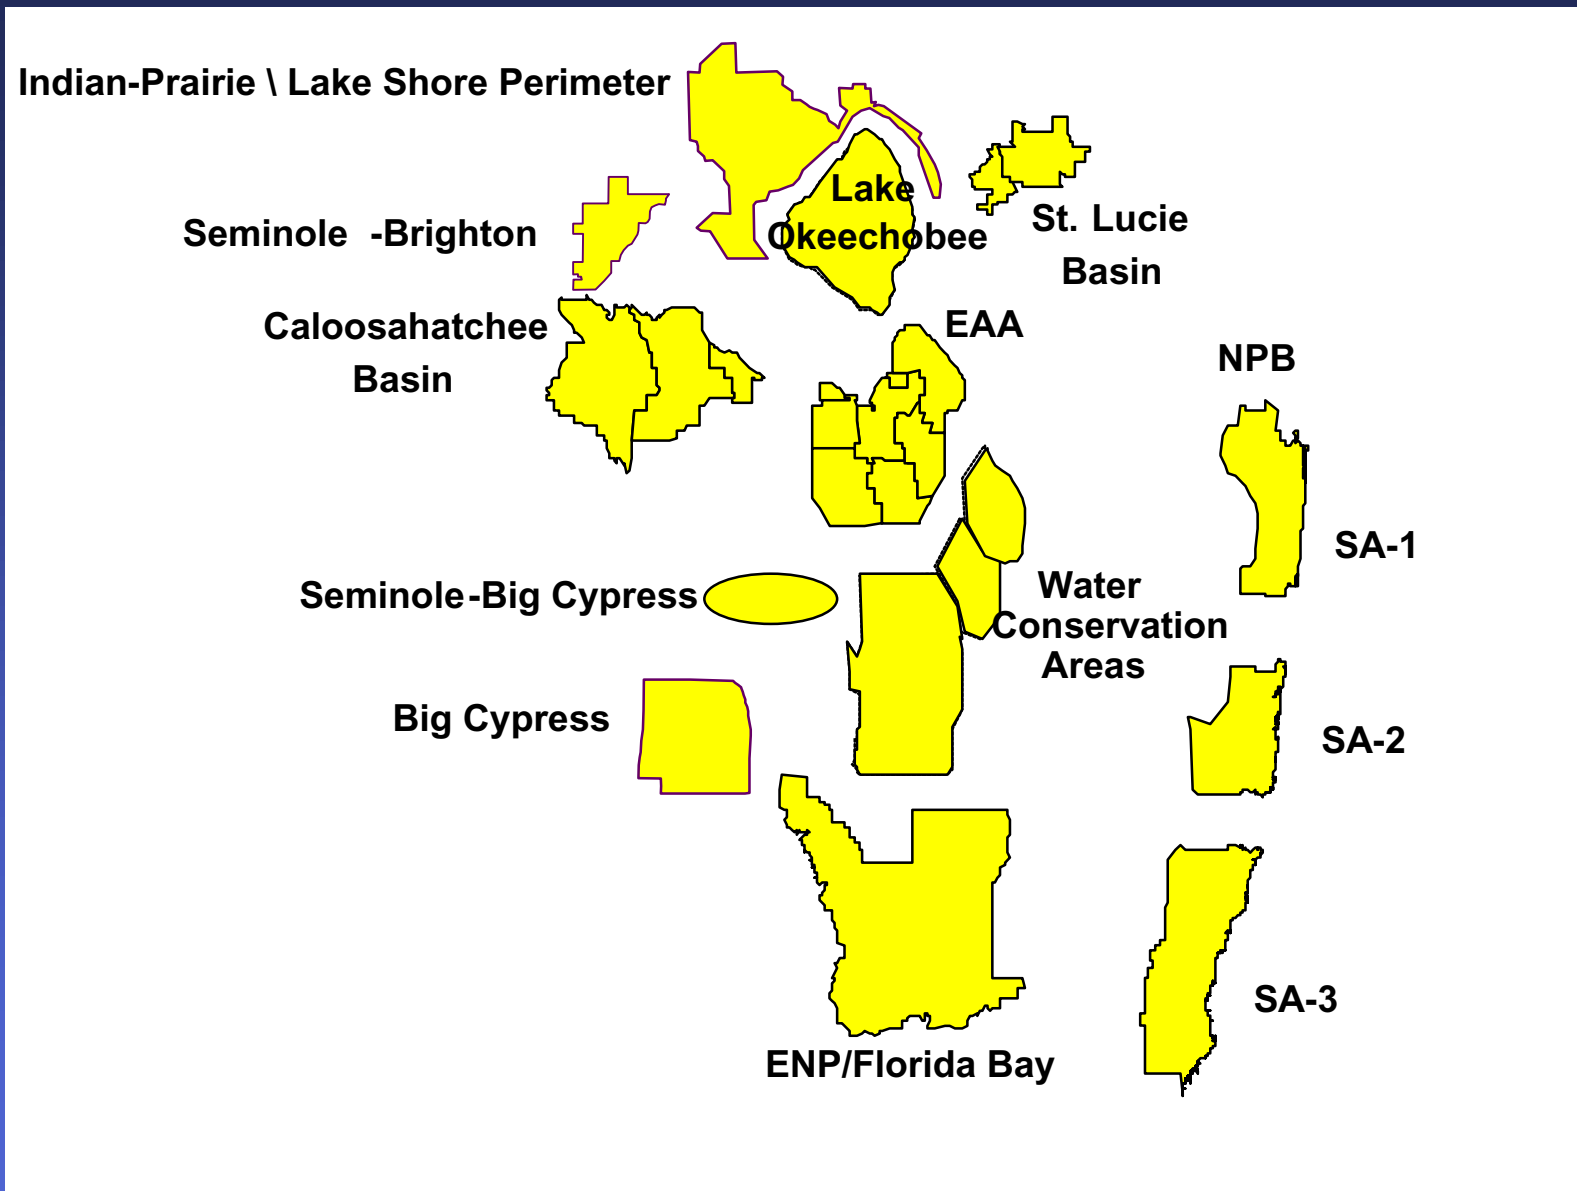 Indian-Prairie \ Lake Shore Perimeter
Lake
Okeechobee
St. Lucie
Basin
Seminole -Brighton
Caloosahatchee
Basin
EAA
NPB
SA-1
Seminole-Big Cypress
Water
Conservation
Areas
Big Cypress
SA-2
SA-3
ENP/Florida Bay